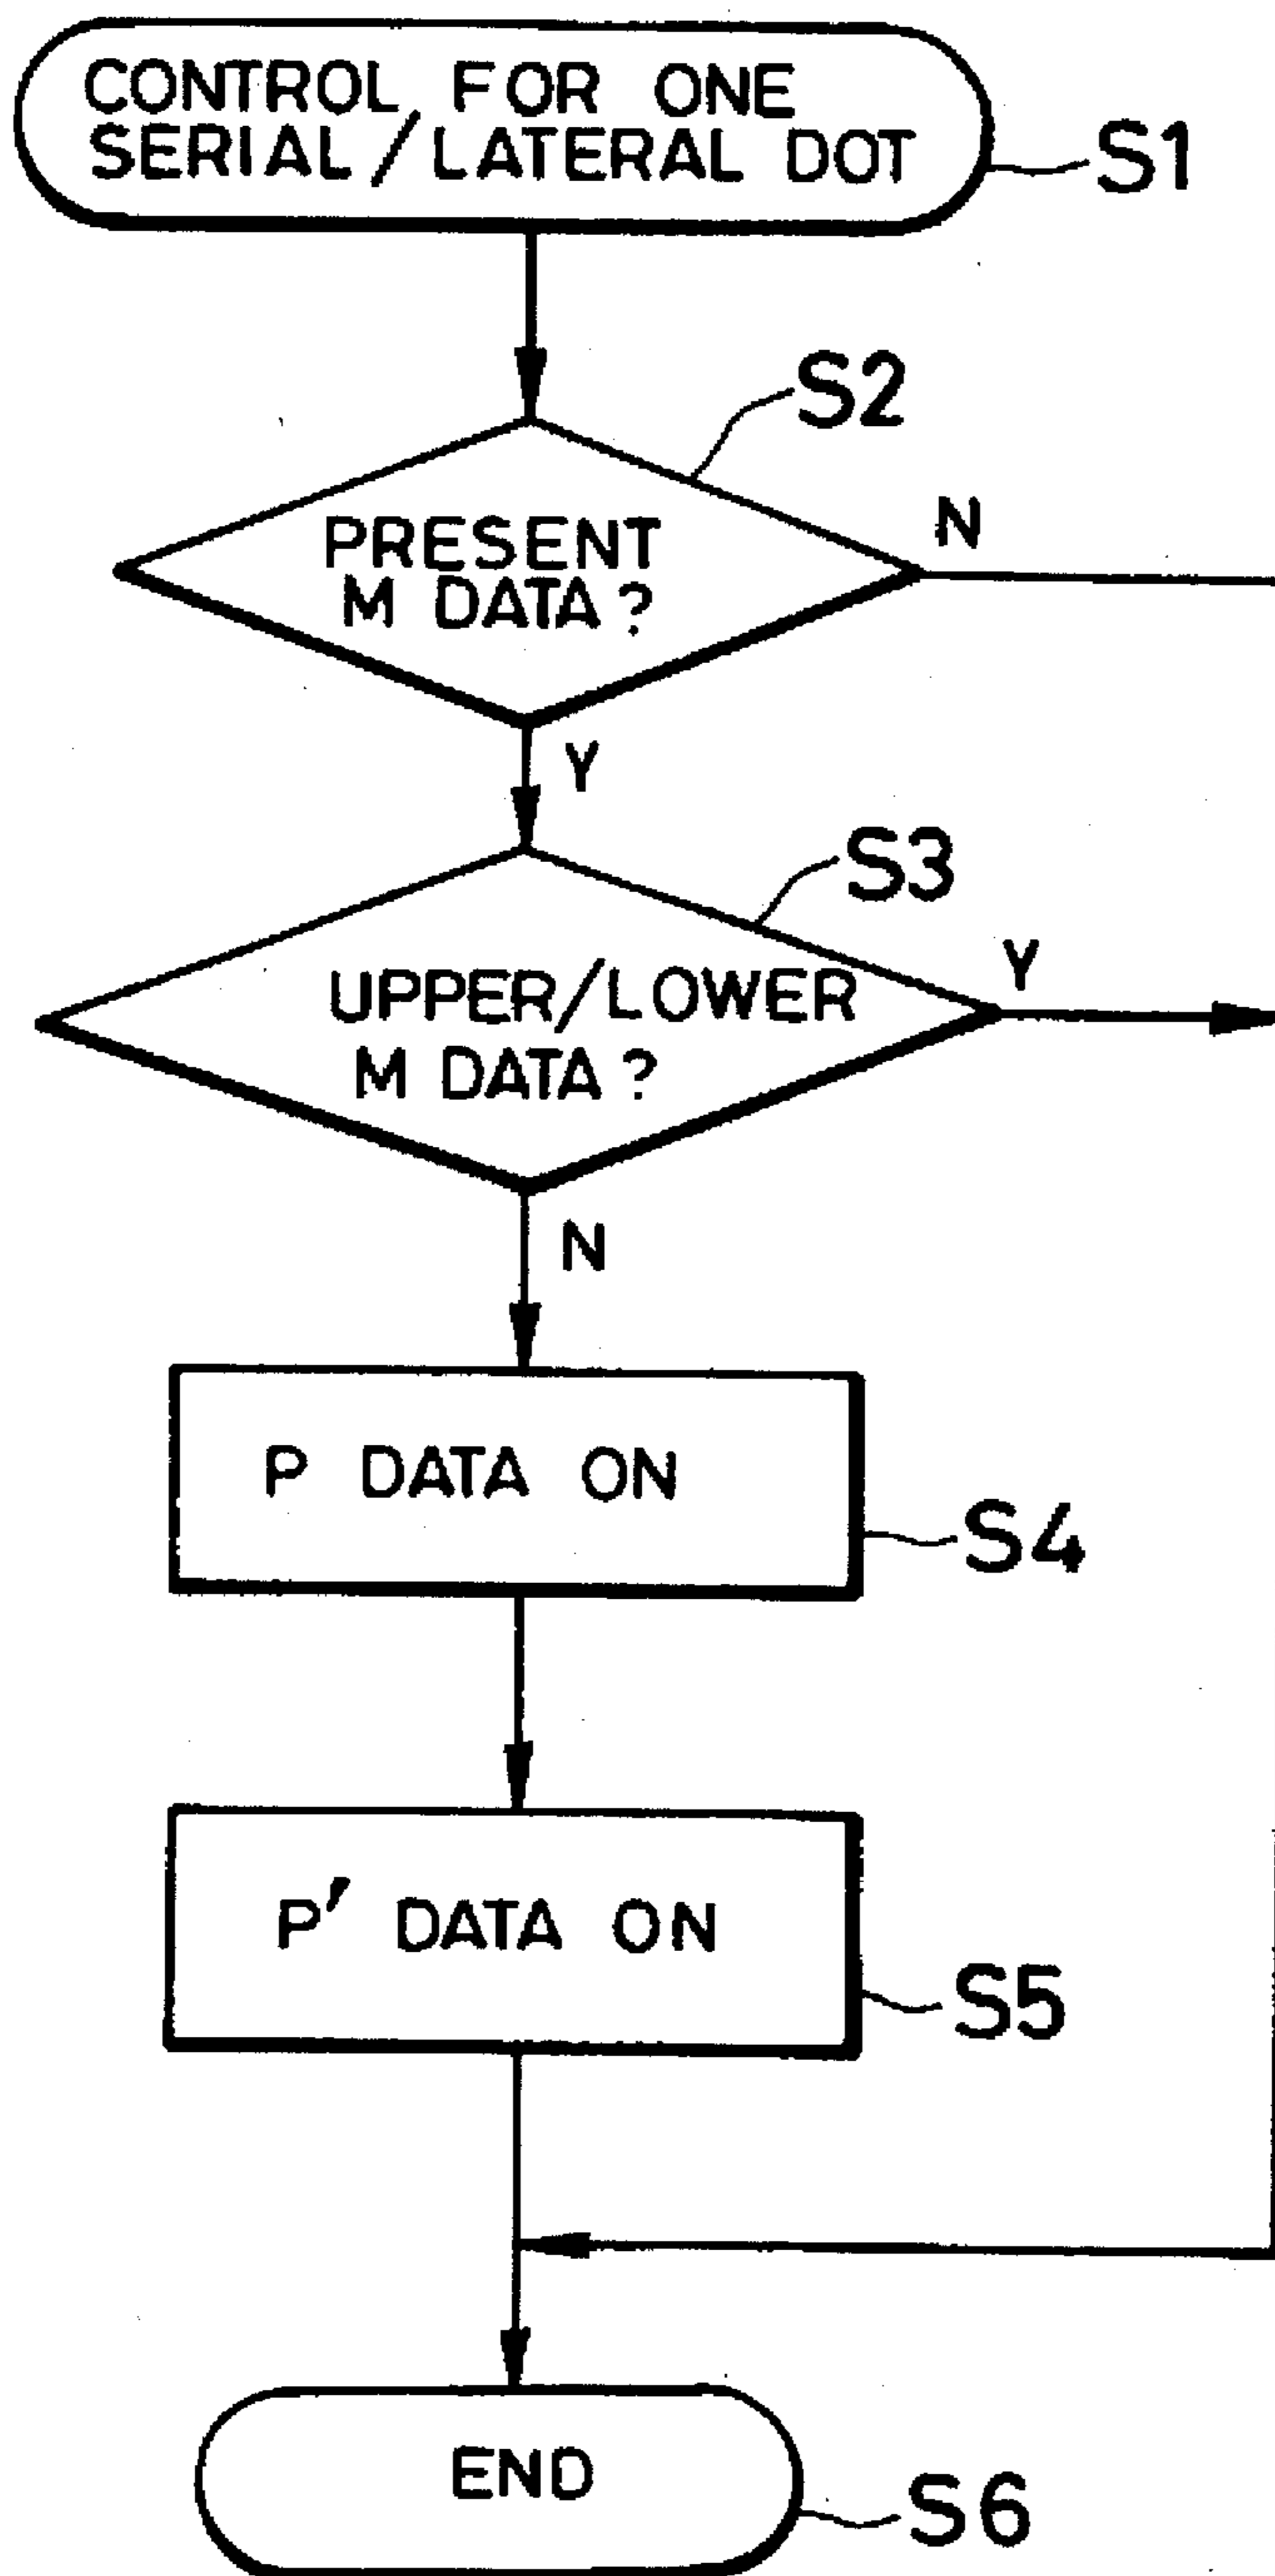 CONTROL FOR ONE
SERIAL/LATERAL DOT
S1
S2
PRESENT
M DATA?
N
Y
S3
UPPER/LOWER
M DATA?
Y
N
P DATA ON
S4
P' DATA ON
S5
END
S6